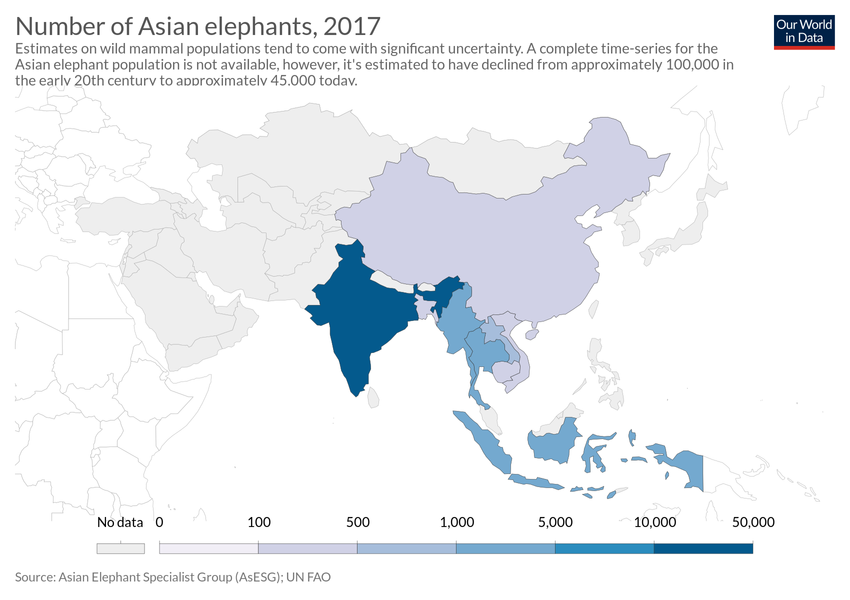 Number of Asian elephants, 2017
Our World
in Data
Estimates on wild mammal populations tend to come with significant uncertainty. A complete time-series for the
Asian elephant population is not available, however, it's estimated to have declined from approximately 100,000 in
the early 20th century to approximately 45,000 today.
No data 0 100 500 1,000 5,000 10,000 50,000
Source: Asian Elephant Specialist Group (AsESG); UN FAO